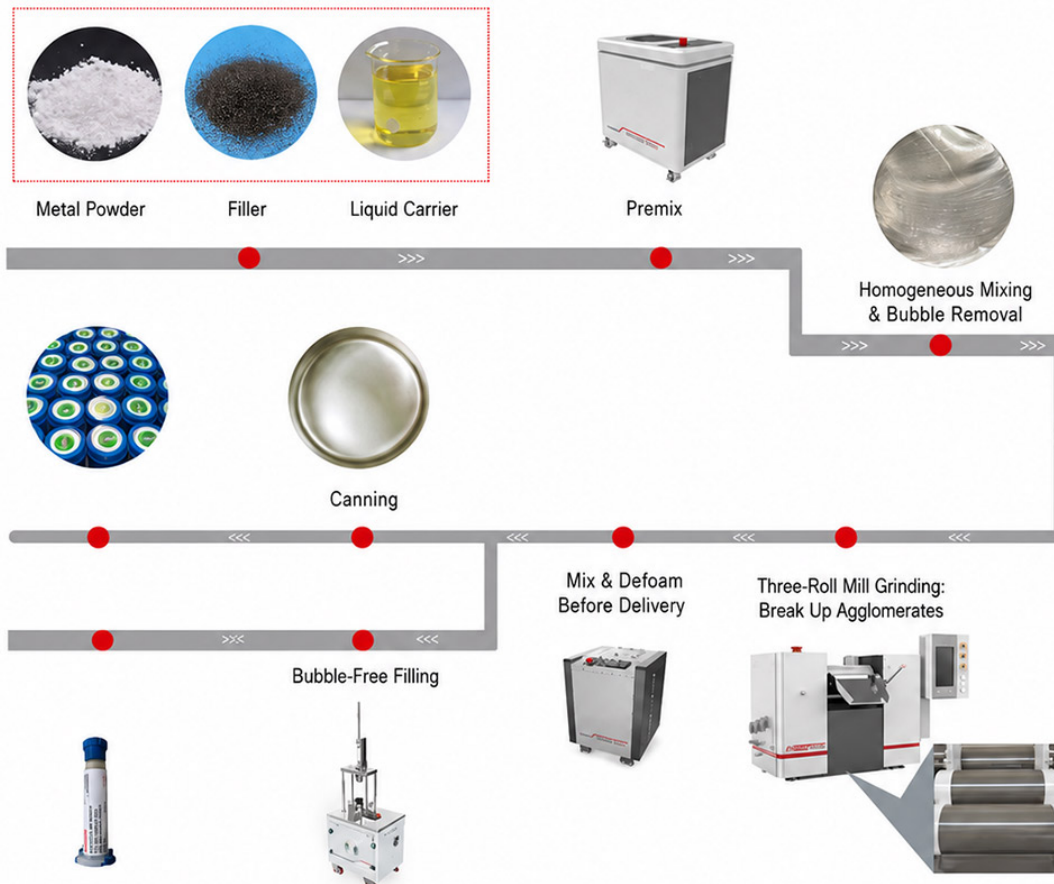 Metal Powder
Filler
Liquid Carrier
Premix
>>>
>>>
Homogeneous Mixing
& Bubble Removal
>>>
>>>
Canning
<<<
<<<
<<<
<<<
Mix & Defoam
Before Delivery
Three-Roll Mill Grinding:
Break Up Agglomerates
<<<
Bubble-Free Filling